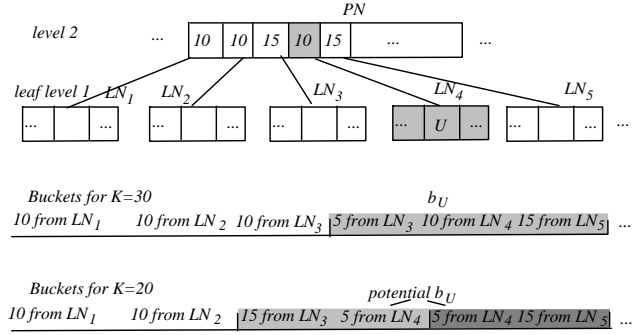 PN
level 2 ... 10 10 15 10 15 ... ...
leaf level 1 LN1 LN2 LN3 LN4 LN5
... ... ... ... ... ... ... U ... ... ... ...
Buckets for K=30 bU
10 from LN1 10 from LN2 10 from LN3 5 from LN3 10 from LN4 15 from LN5 ...
Buckets for K=20 potential bU
10 from LN1 10 from LN2 15 from LN3 5 from LN4 5 from LN4 15 from LN5 ...